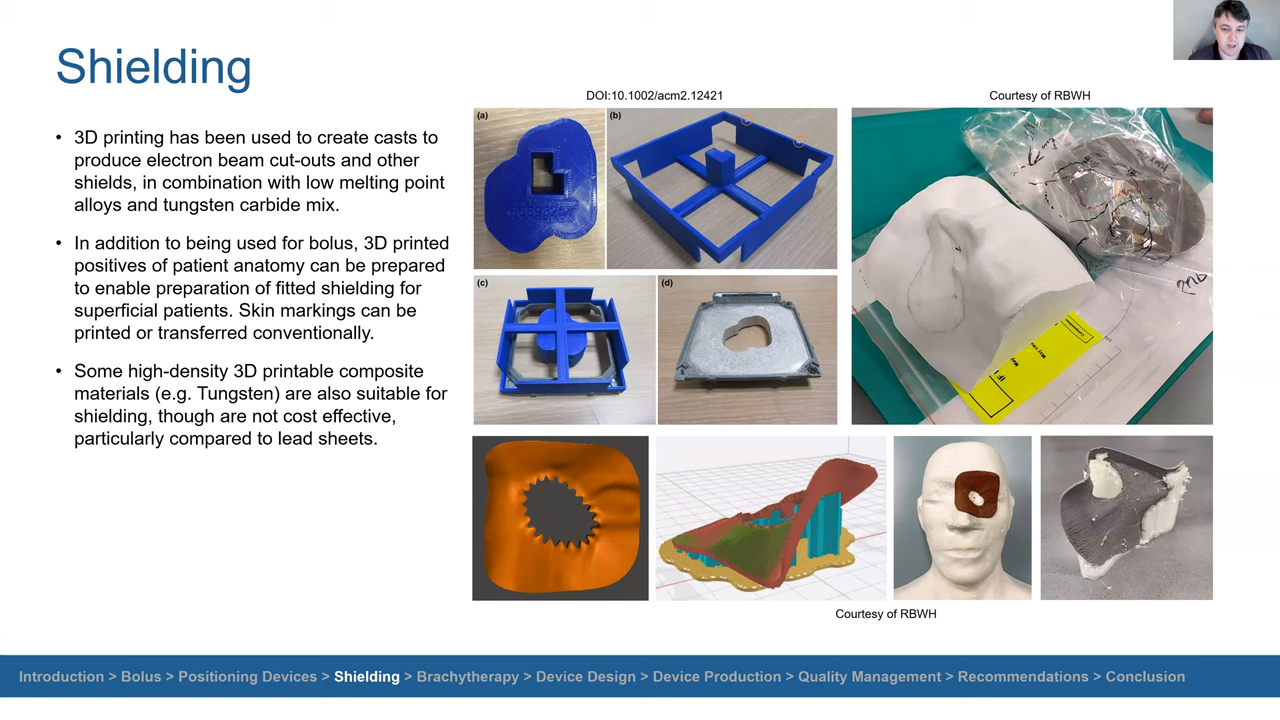 Shielding
• 3D printing has been used to create casts to
produce electron beam cut-outs and other
shields, in combination with low melting point
alloys and tungsten carbide mix.
• In addition to being used for bolus, 3D printed
positives of patient anatomy can be prepared
to enable preparation of fitted shielding for
superficial patients. Skin markings can be
printed or transferred conventionally.
• Some high-density 3D printable composite
materials (e.g. Tungsten) are also suitable for
shielding, though are not cost effective,
particularly compared to lead sheets.
DOI:10.1002/acm2.12421
Courtesy of RBWH
(a)
(b)
(c)
(d)
2nd
May
IF
Courtesy of RBWH
Introduction > Bolus > Positioning Devices > Shielding > Brachytherapy > Device Design > Device Production > Quality Management > Recommendations > Conclusion